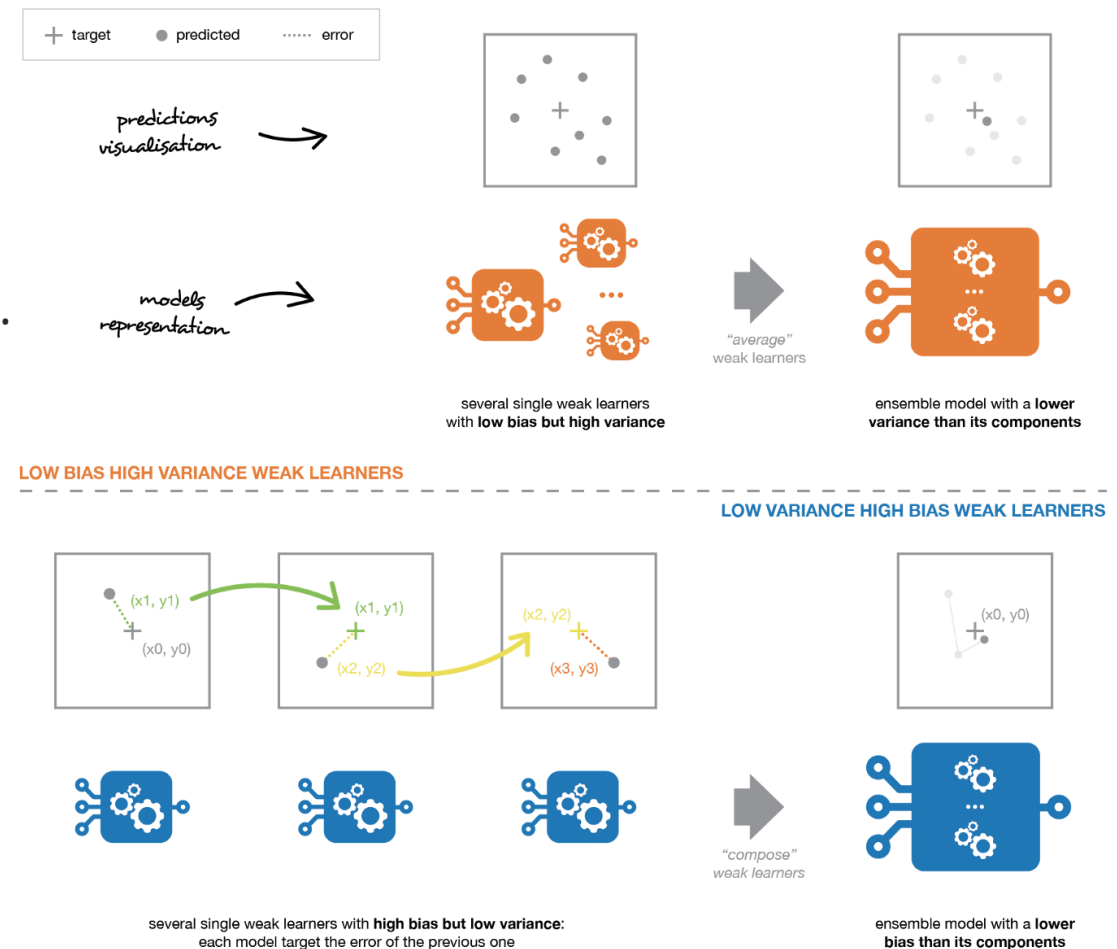 target
predicted
error
predictions
visualisation
models
representation
"average"
weak learners
several single weak learners
with low bias but high variance
ensemble model with a lower
variance than its components
LOW BIAS HIGH VARIANCE WEAK LEARNERS
LOW VARIANCE HIGH BIAS WEAK LEARNERS
(x1, y1)
(x0, y0)
(x1, y1)
(x2, y2)
(x2, y2)
(x3, y3)
(x0, y0)
"compose"
weak learners
several single weak learners with high bias but low variance:
each model target the error of the previous one
ensemble model with a lower
bias than its components